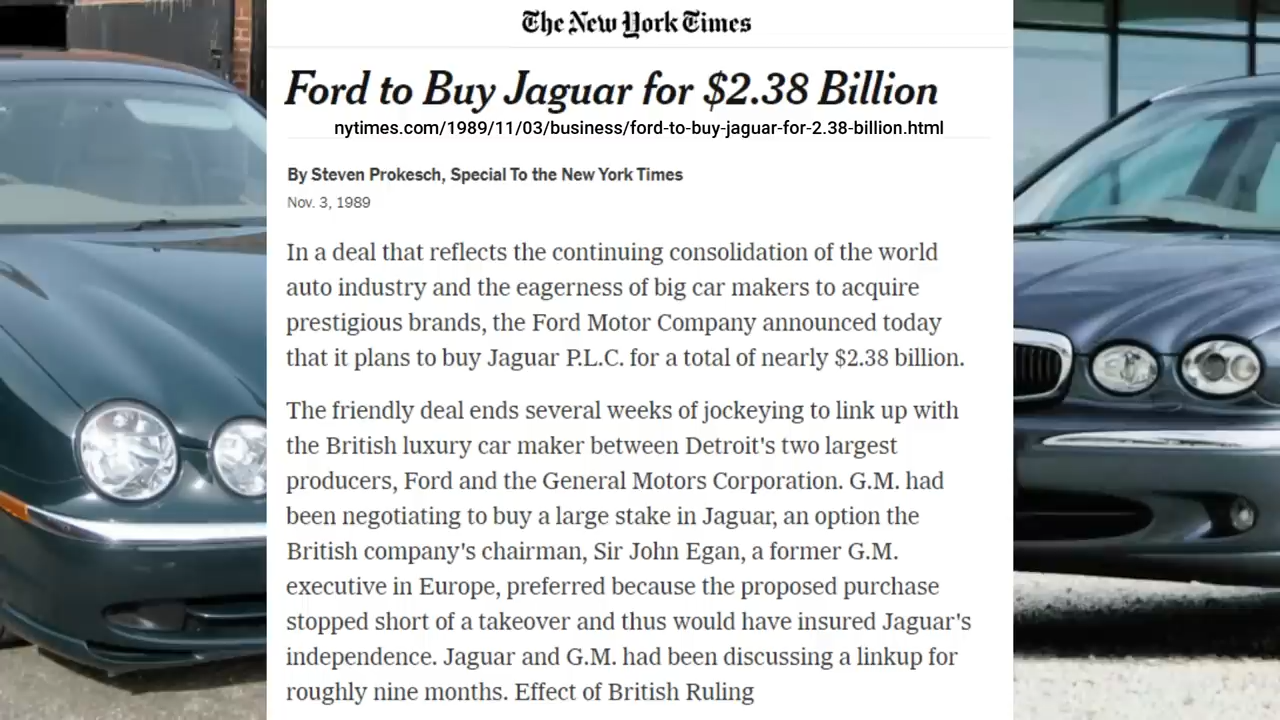 The New York Times
Ford to Buy Jaguar for $2.38 Billion
nytimes.com/1989/11/03/business/ford-to-buy-jaguar-for-2.38-billion.html
By Steven Prokesch, Special To the New York Times
Nov. 3, 1989
In a deal that reflects the continuing consolidation of the world
auto industry and the eagerness of big car makers to acquire
prestigious brands, the Ford Motor Company announced today
that it plans to buy Jaguar P.L.C. for a total of nearly $2.38 billion.
The friendly deal ends several weeks of jockeying to link up with
the British luxury car maker between Detroit's two largest
producers, Ford and the General Motors Corporation. G.M. had
been negotiating to buy a large stake in Jaguar, an option the
British company's chairman, Sir John Egan, a former G.M.
executive in Europe, preferred because the proposed purchase
stopped short of a takeover and thus would have insured Jaguar's
independence. Jaguar and G.M. had been discussing a linkup for
roughly nine months. Effect of British Ruling